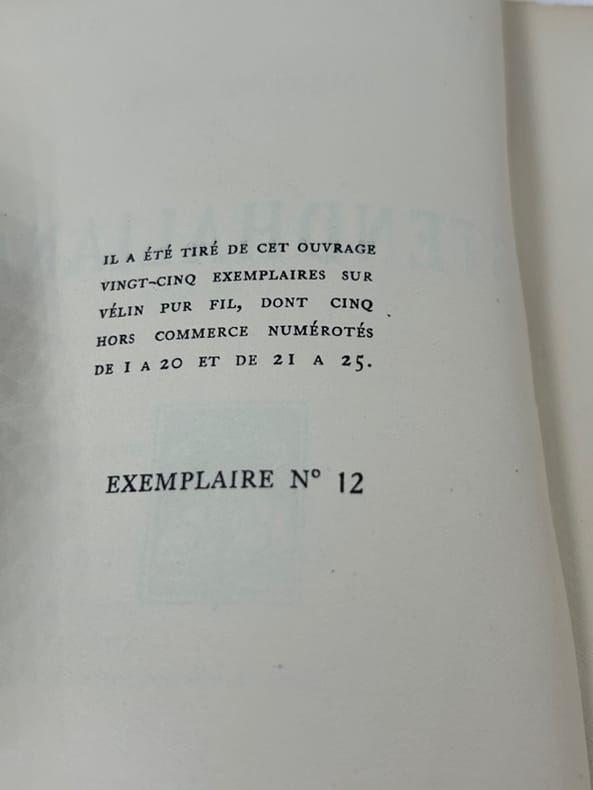 IL A ÉTÉ TIRÉ DE CET OUVRAGE
VINGT-CINQ EXEMPLAIRES SUR
VÉLIN PUR FIL, DONT CINQ
HORS COMMERCE NUMÉROTÉS
DE 1 A 20 ET DE 21 A 25.
EXEMPLAIRE N° 12